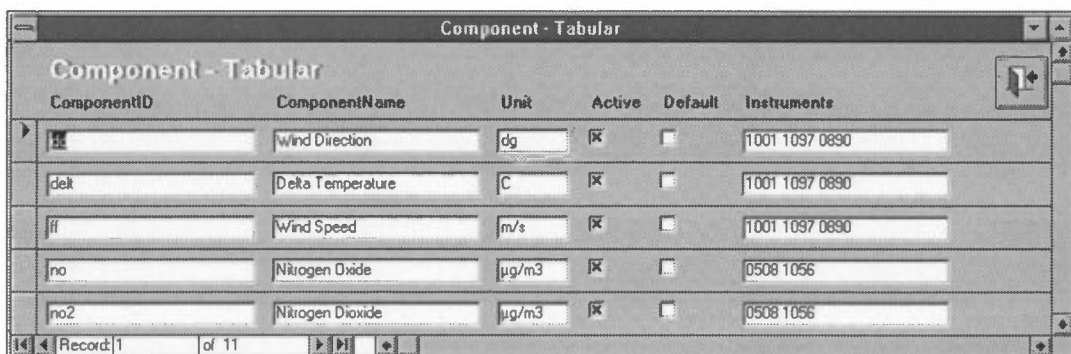 Component - Tabular
Component - Tabular
ComponentID ComponentName Unit Active Default Instruments
Wind Direction dg 1001 1097 0890
delt Delta Temperature C 1001 1097 0890
ff Wind Speed m/s 1001 1097 0890
no Nitrogen Oxide µg/m3 0508 1056
no2 Nitrogen Dioxide µg/m3 0508 1056
Record: 1 of 11